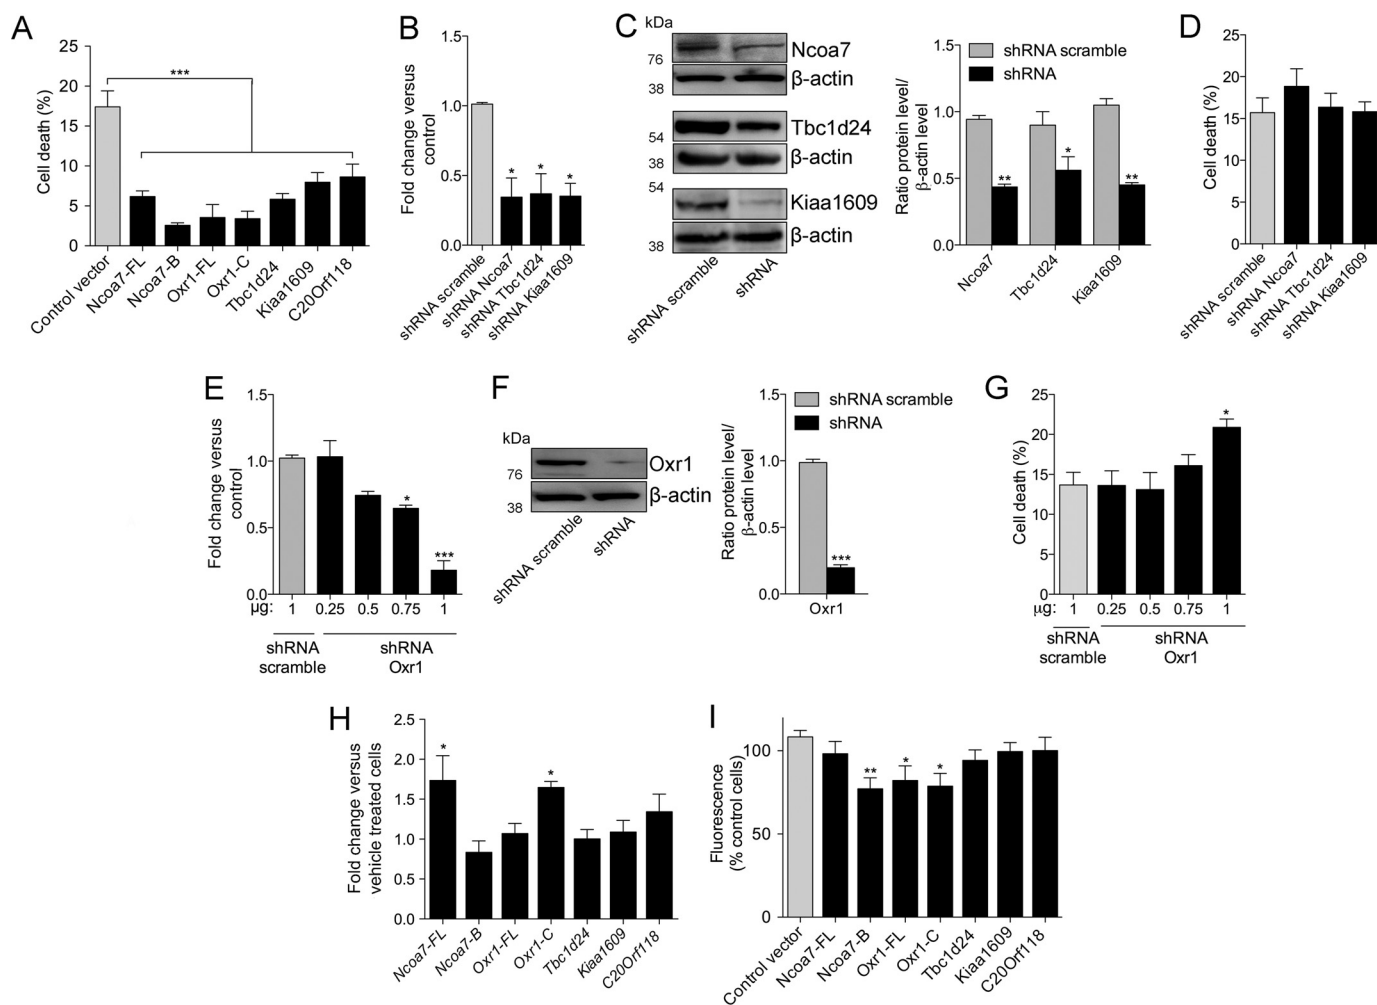 A
Cell death (%)
25
20
15
10
5
0
***
Control vector
Ncoa7-FL
Ncoa7-B
Oxr1-FL
Oxr1-C
Tbc1d24
Kiaa1609
C20Orf118
B
Fold change versus
control
1.5
1.0
0.5
0.0
*
*
*
shRNA scramble
shRNA Ncoa7
shRNA Tbc1d24
shRNA Kiaa1609
C
kDa
76
38
54
38
54
38
Ncoa7
β-actin
Tbc1d24
β-actin
Kiaa1609
β-actin
shRNA scramble
shRNA
Ratio protein level/
β-actin level
1.5
1.0
0.5
0.0
shRNA scramble
shRNA
**
*
**
Ncoa7
Tbc1d24
Kiaa1609
D
Cell death (%)
25
20
15
10
5
0
shRNA scramble
shRNA Ncoa7
shRNA Tbc1d24
shRNA Kiaa1609
E
Fold change versus
control
1.5
1.0
0.5
0.0
*
***
µg: 1 0.25 0.5 0.75 1
shRNA
scramble
shRNA
Oxr1
F
kDa
76
38
Oxr1
β-actin
shRNA scramble
shRNA
Ratio protein level/
β-actin level
1.5
1.0
0.5
0.0
shRNA scramble
shRNA
***
Oxr1
G
Cell death (%)
25
20
15
10
5
0
*
µg: 1 0.25 0.5 0.75 1
shRNA
scramble
shRNA
Oxr1
H
Fold change versus
vehicle treated cells
2.5
2.0
1.5
1.0
0.5
0.0
*
*
Ncoa7-FL
Ncoa7-B
Oxr1-FL
Oxr1-C
Tbc1d24
Kiaa1609
C20Orf118
I
Fluorescence
(% control cells)
100
50
0
**
*
*
Control vector
Ncoa7-FL
Ncoa7-B
Oxr1-FL
Oxr1-C
Tbc1d24
Kiaa1609
C20Orf118